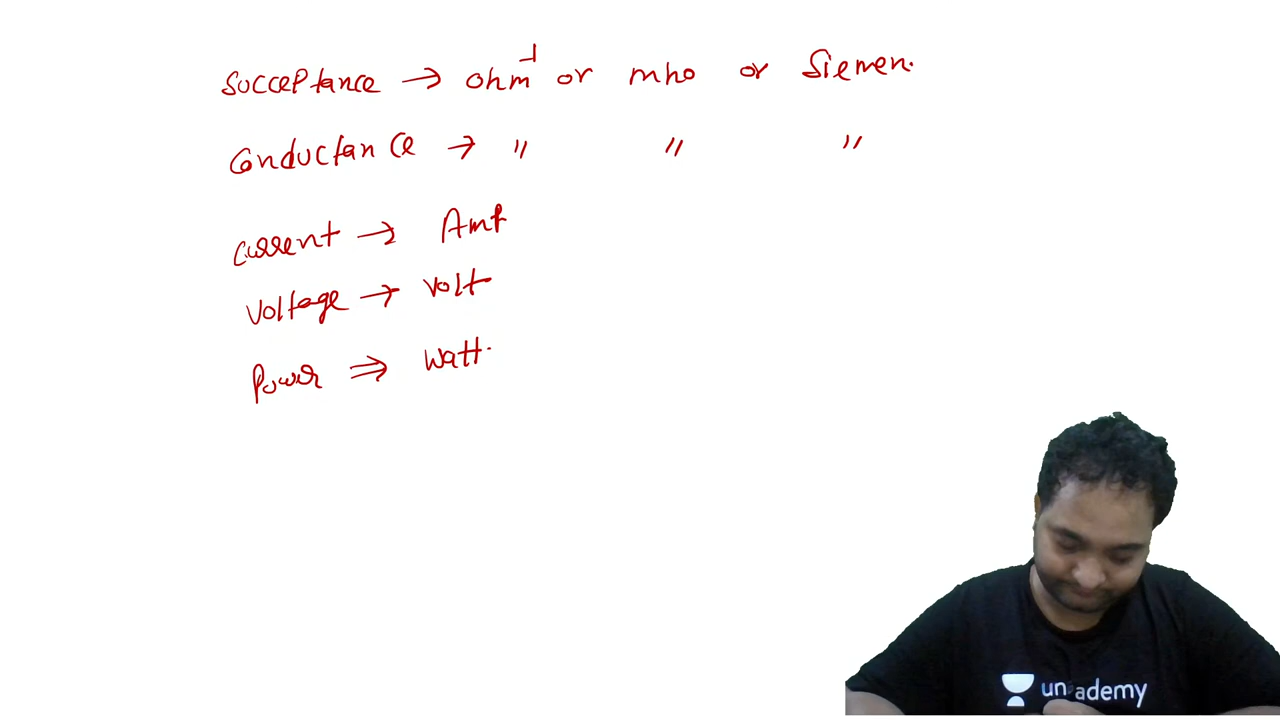 Succeptance → ohm⁻¹ or mho or Siemen.
Conductance → " " "
Current → Amp
Voltage → volt
Power ⇒ Watt.
unacademy